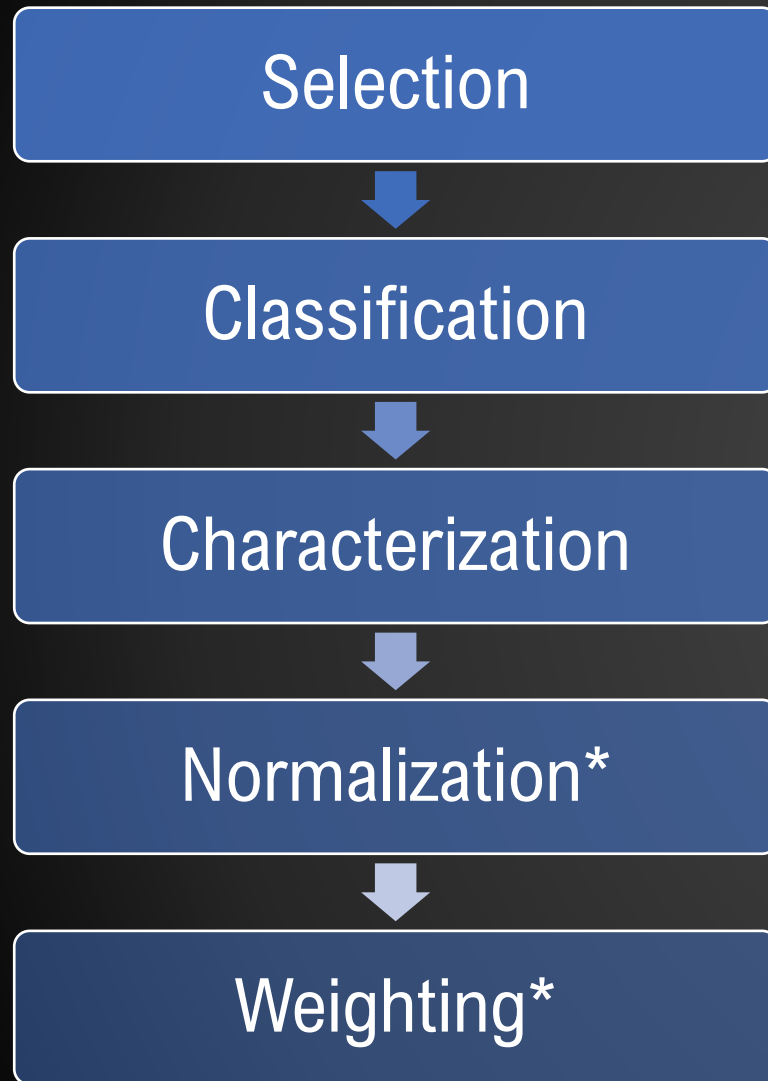 Selection
Classification
Characterization
Normalization*
Weighting*